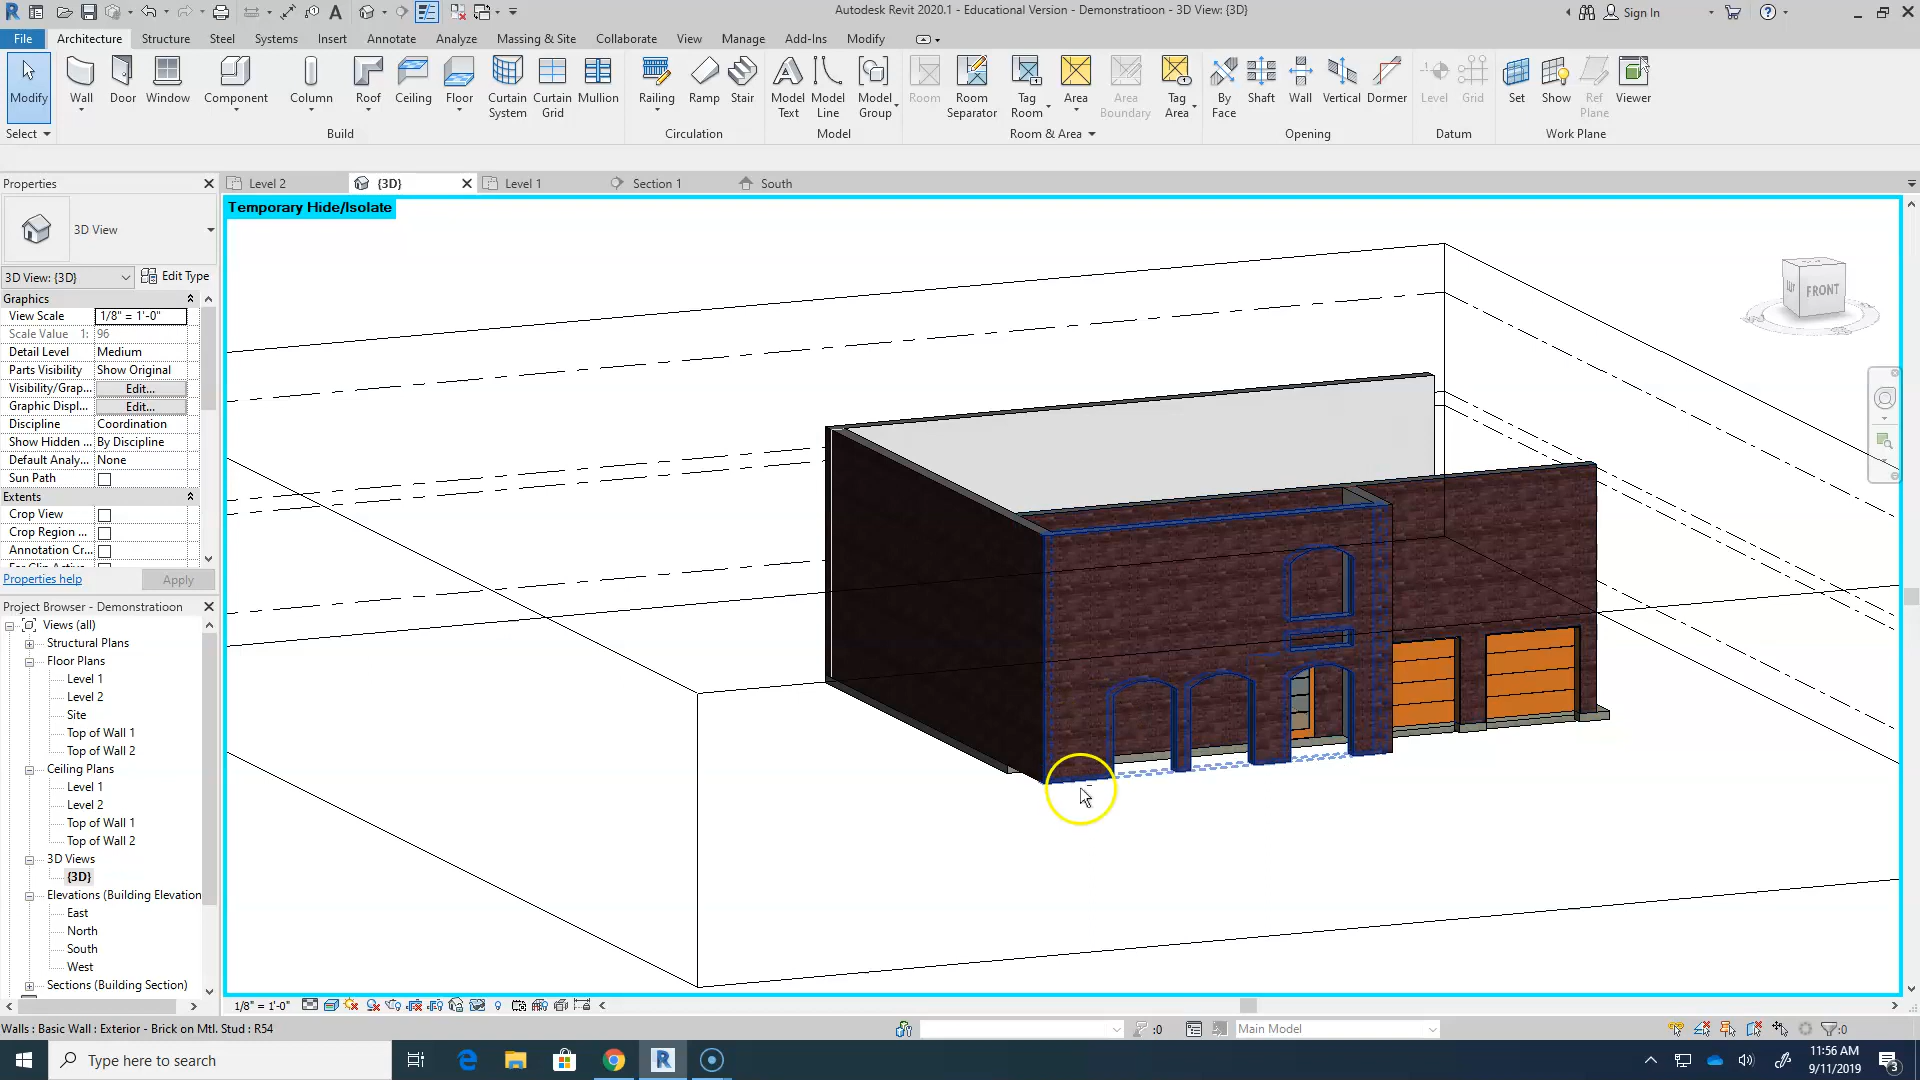 Autodesk Revit 2020.1 - Educational Version - Demonstratioon - 3D View: {3D}
Sign In
File
Architecture
Structure
Steel
Systems
Insert
Annotate
Analyze
Massing & Site
Collaborate
View
Manage
Add-Ins
Modify
Modify
Wall
Door
Window
Component
Column
Roof
Ceiling
Floor
Curtain System
Curtain Grid
Mullion
Railing
Ramp
Stair
Model Text
Model Line
Model Group
Room
Room Separator
Tag Room
Area
Area Boundary
Tag Area
By Face
Shaft
Wall
Vertical
Dormer
Level
Grid
Set
Show
Ref Plane
Viewer
Select
Build
Circulation
Model
Room & Area
Opening
Datum
Work Plane
Properties
Level 2
{3D}
Level 1
Section 1
South
Temporary Hide/Isolate
3D View
3D View: {3D}
Edit Type
Graphics
View Scale 1/8" = 1'-0"
Scale Value 1: 96
Detail Level Medium
Parts Visibility Show Original
Visibility/Grap... Edit...
Graphic Displ... Edit...
Discipline Coordination
Show Hidden ... By Discipline
Default Analy... None
Sun Path
Extents
Crop View
Crop Region ...
Annotation Cr...
Properties help
Apply
FRONT
Project Browser - Demonstratioon
Views (all)
Structural Plans
Floor Plans
Level 1
Level 2
Site
Top of Wall 1
Top of Wall 2
Ceiling Plans
Level 1
Level 2
Top of Wall 1
Top of Wall 2
3D Views
{3D}
Elevations (Building Elevation
East
North
South
West
Sections (Building Section)
1/8" = 1'-0"
Walls : Basic Wall : Exterior - Brick on Mtl. Stud : R54
:0
Main Model
:0
Type here to search
11:56 AM
9/11/2019
3